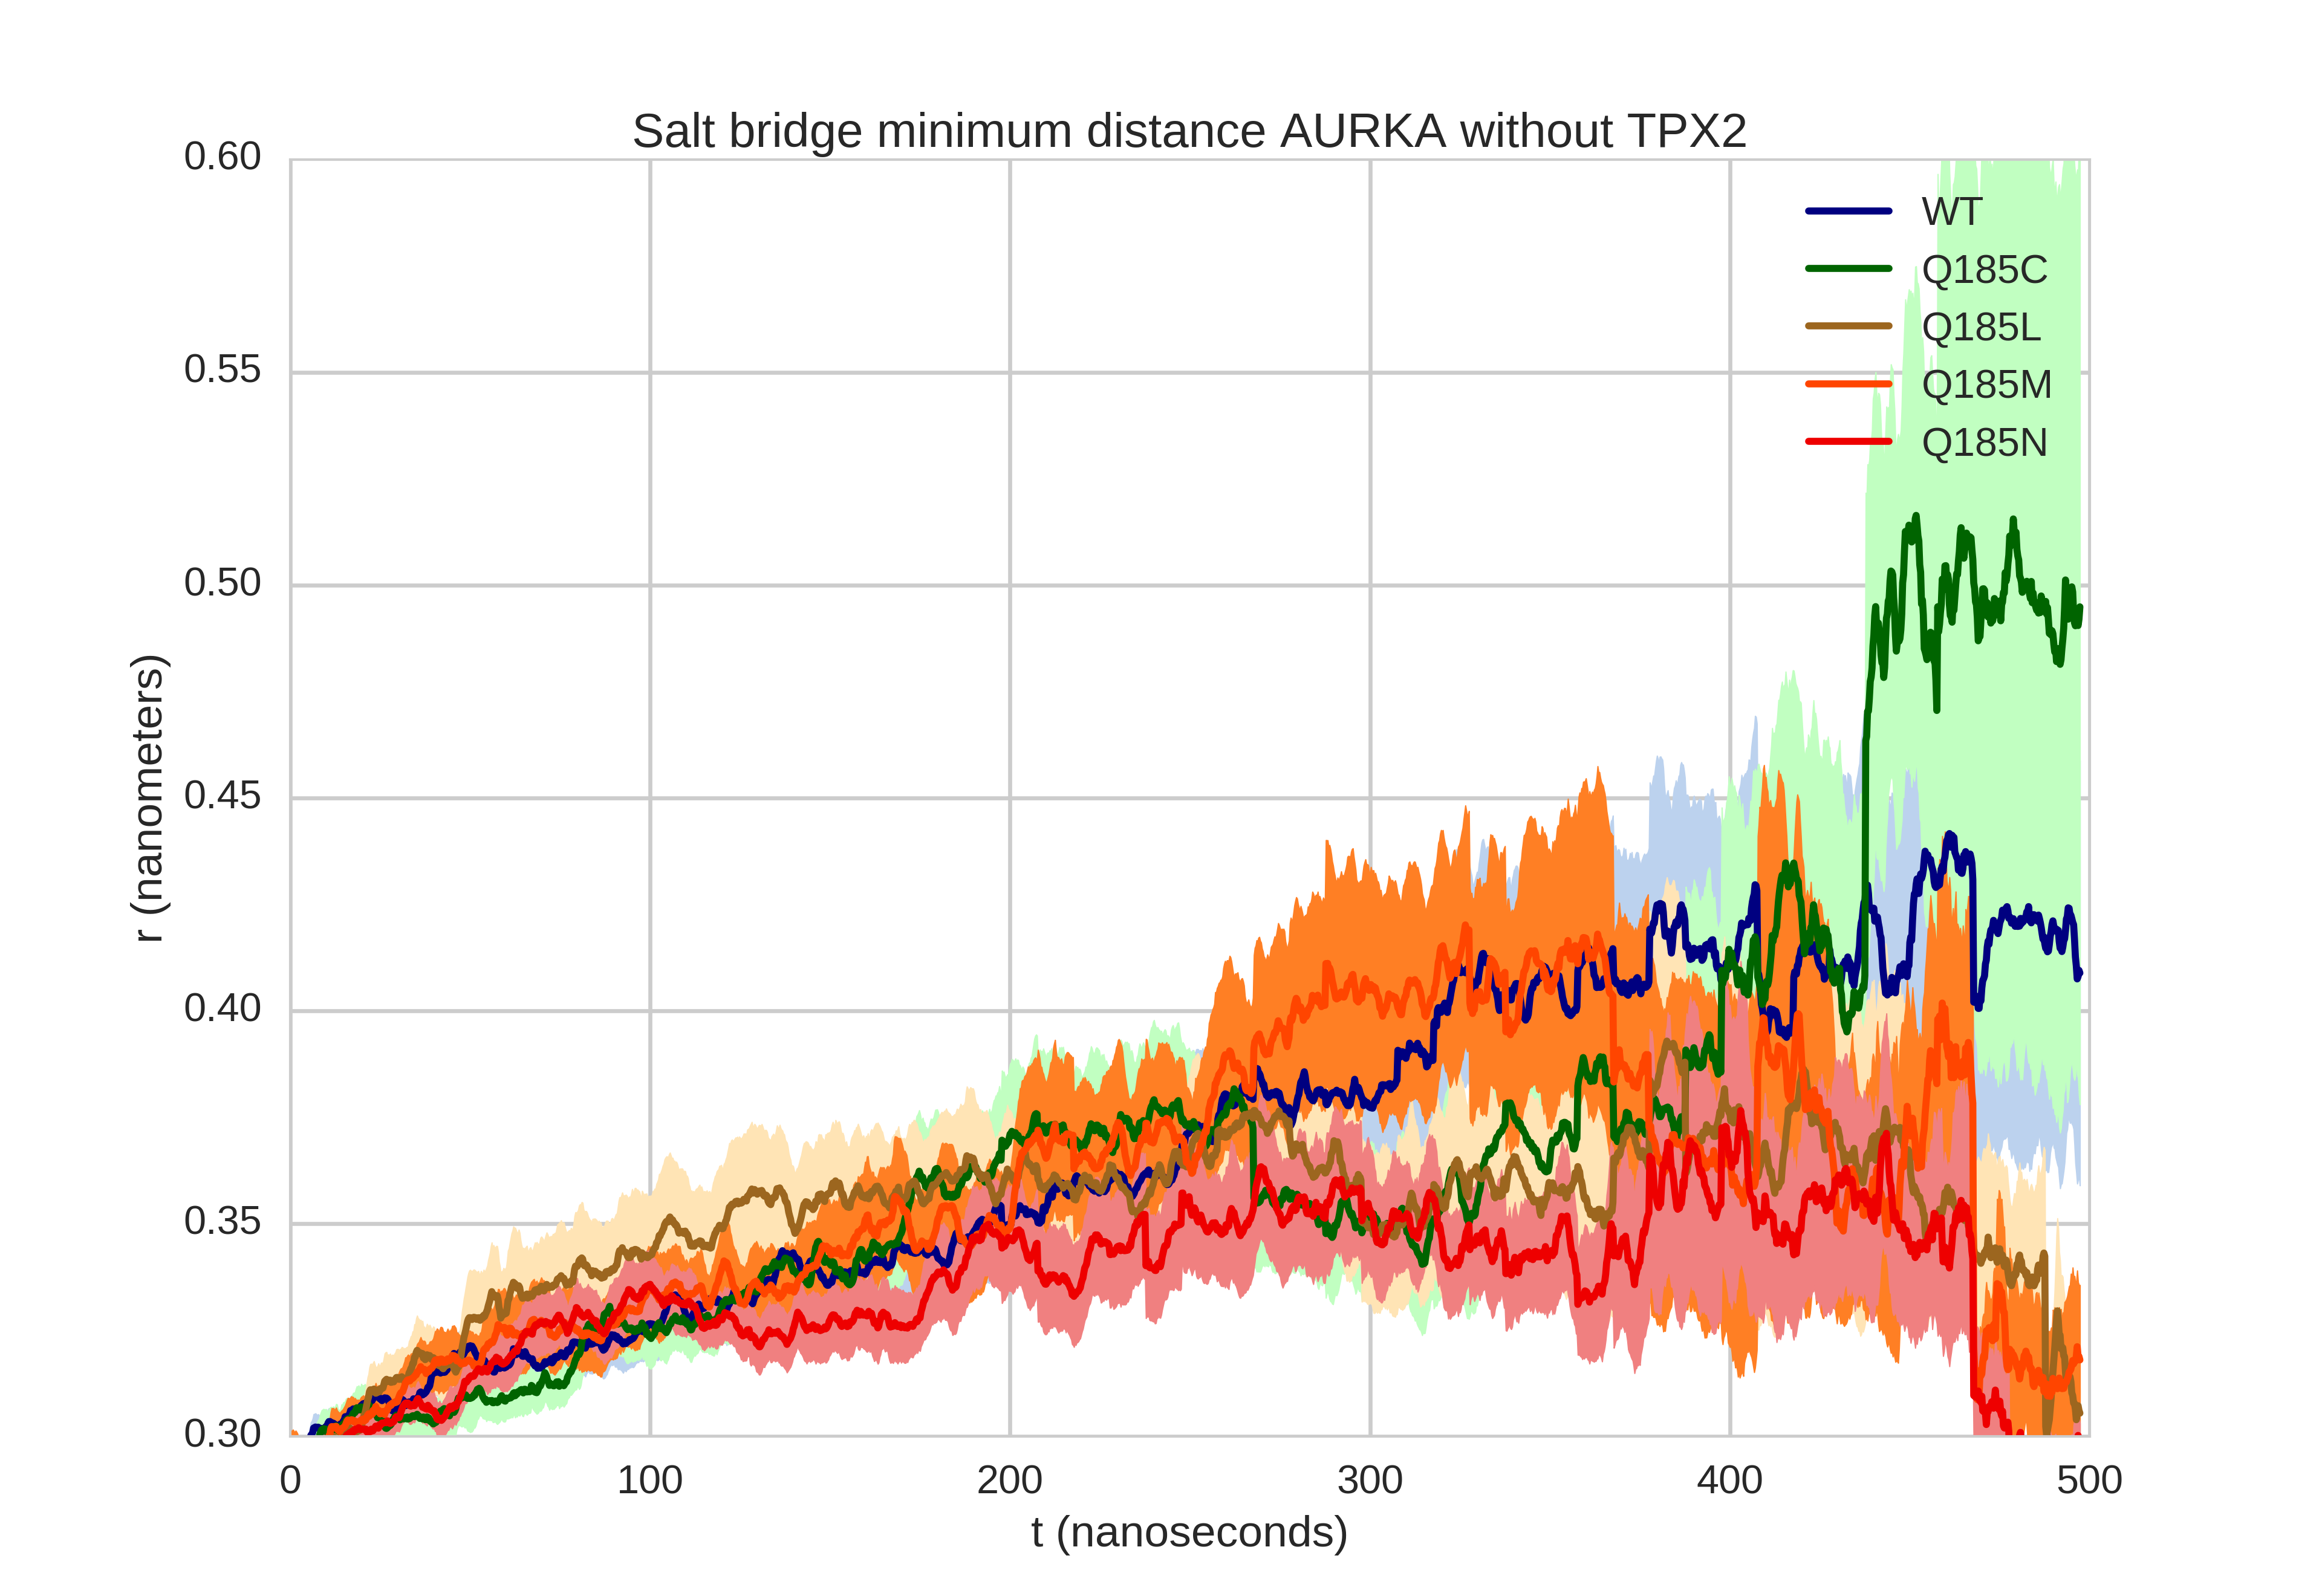 Salt bridge minimum distance AURKA without TPX2
0.60
0.55
0.50
0.45
0.40
0.35
0.30
r (nanometers)
WT
Q185C
Q185L
Q185M
Q185N
0 100 200 300 400 500
t (nanoseconds)